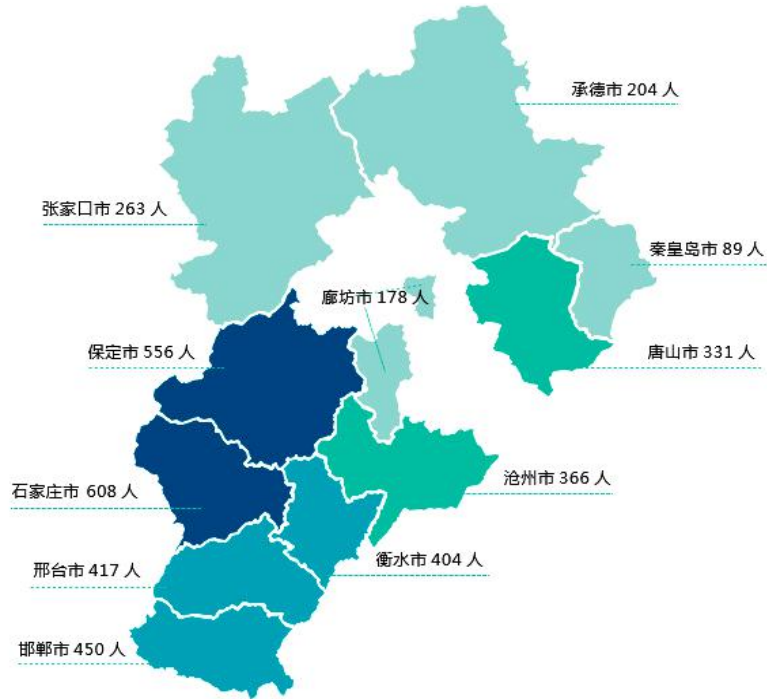 承德市 204 人
张家口市 263 人
秦皇岛市 89 人
廊坊市 178 人
保定市 556 人
唐山市 331 人
沧州市 366 人
石家庄市 608 人
衡水市 404 人
邢台市 417 人
邯郸市 450 人